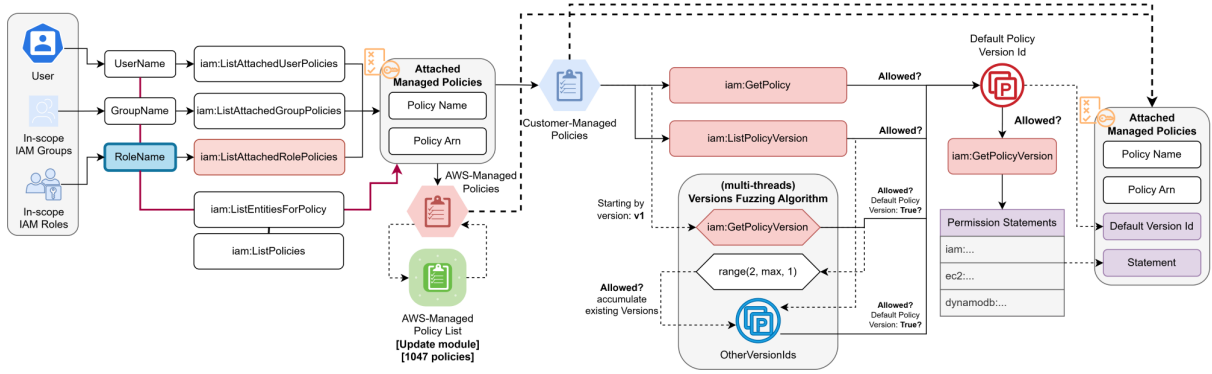 User
In-scope
IAM Groups
In-scope
IAM Roles
UserName
GroupName
RoleName
iam:ListAttachedUserPolicies
iam:ListAttachedGroupPolicies
iam:ListAttachedRolePolicies
iam:ListEntitiesForPolicy
iam:ListPolicies
Attached
Managed Policies
Policy Name
Policy Arn
AWS-Managed
Policies
AWS-Managed
Policy List
[Update module]
[1047 policies]
Customer-Managed
Policies
iam:GetPolicy
iam:ListPolicyVersion
Allowed?
Allowed?
Starting by
version: v1
(multi-threads)
Versions Fuzzing Algorithm
iam:GetPolicyVersion
range(2, max, 1)
Allowed?
accumulate
existing Versions
OtherVersionIds
Allowed?
Default Policy
Version: True?
Allowed?
Default Policy
Version: True?
Default Policy
Version Id
Allowed?
iam:GetPolicyVersion
Permission Statements
iam:...
ec2:...
dynamodb:...
Attached
Managed Policies
Policy Name
Policy Arn
Default Version Id
Statement